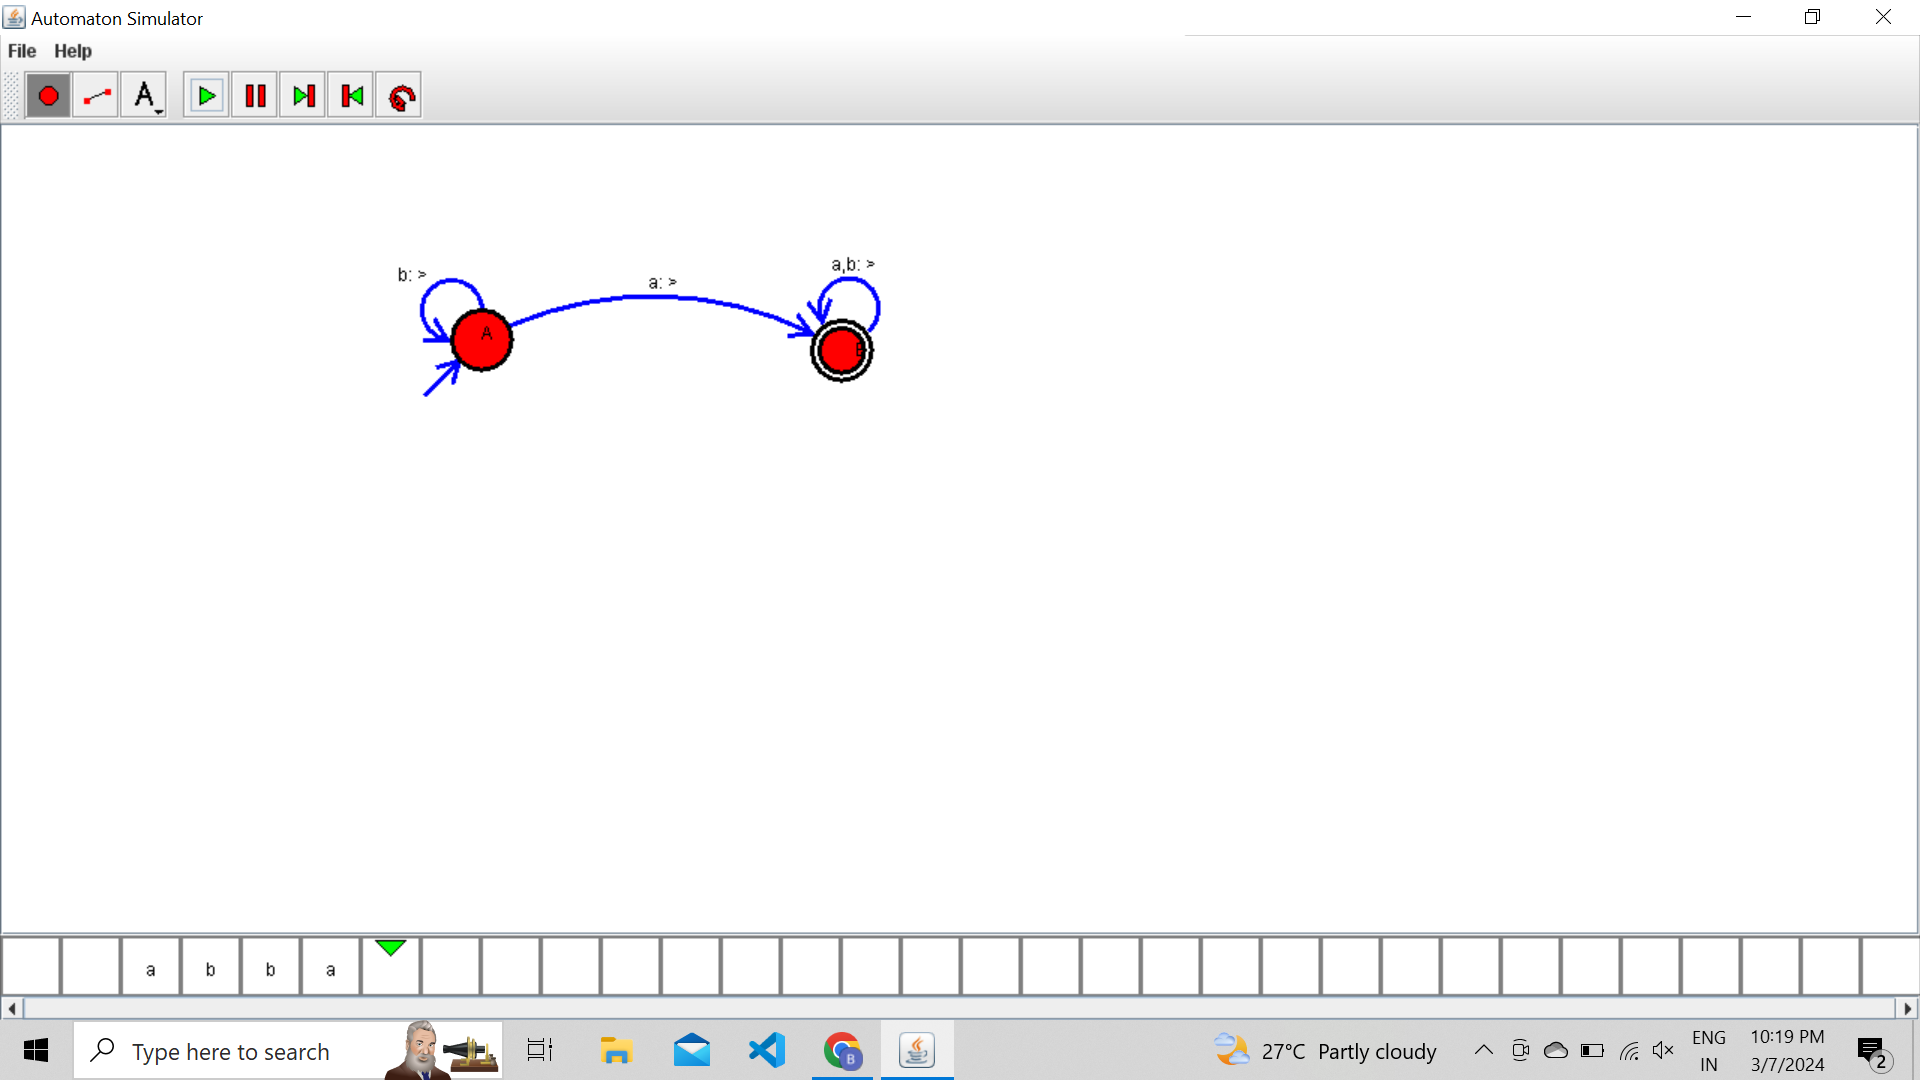 Automaton Simulator
File Help
A
b: >
a: >
a,b: >
A
B
a b b a
Type here to search
B
27°C Partly cloudy
ENG
IN
10:19 PM
3/7/2024
2